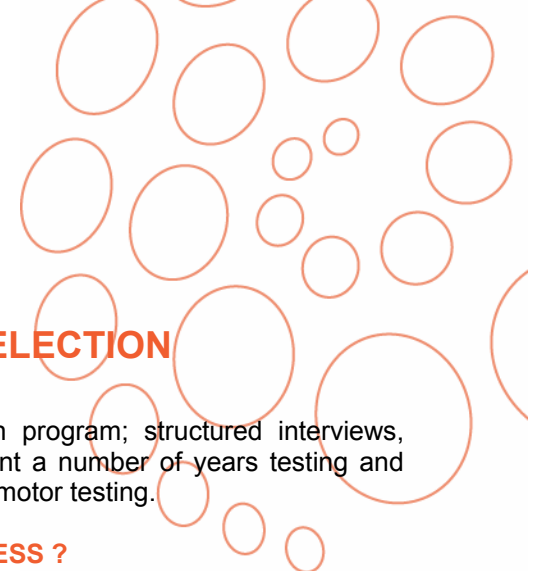 ELECTION
program; structured interviews,
nt a number of years testing and
motor testing.
ESS ?